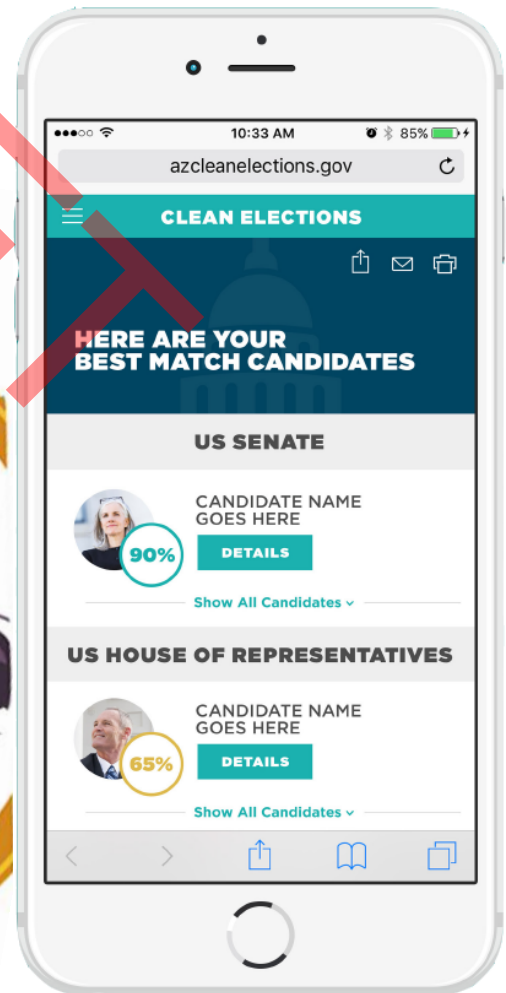 10:33 AM
85%
azcleanelections.gov
CLEAN ELECTIONS
HERE ARE YOUR
BEST MATCH CANDIDATES
US SENATE
CANDIDATE NAME
GOES HERE
90%
DETAILS
Show All Candidates
US HOUSE OF REPRESENTATIVES
CANDIDATE NAME
GOES HERE
65%
DETAILS
Show All Candidates